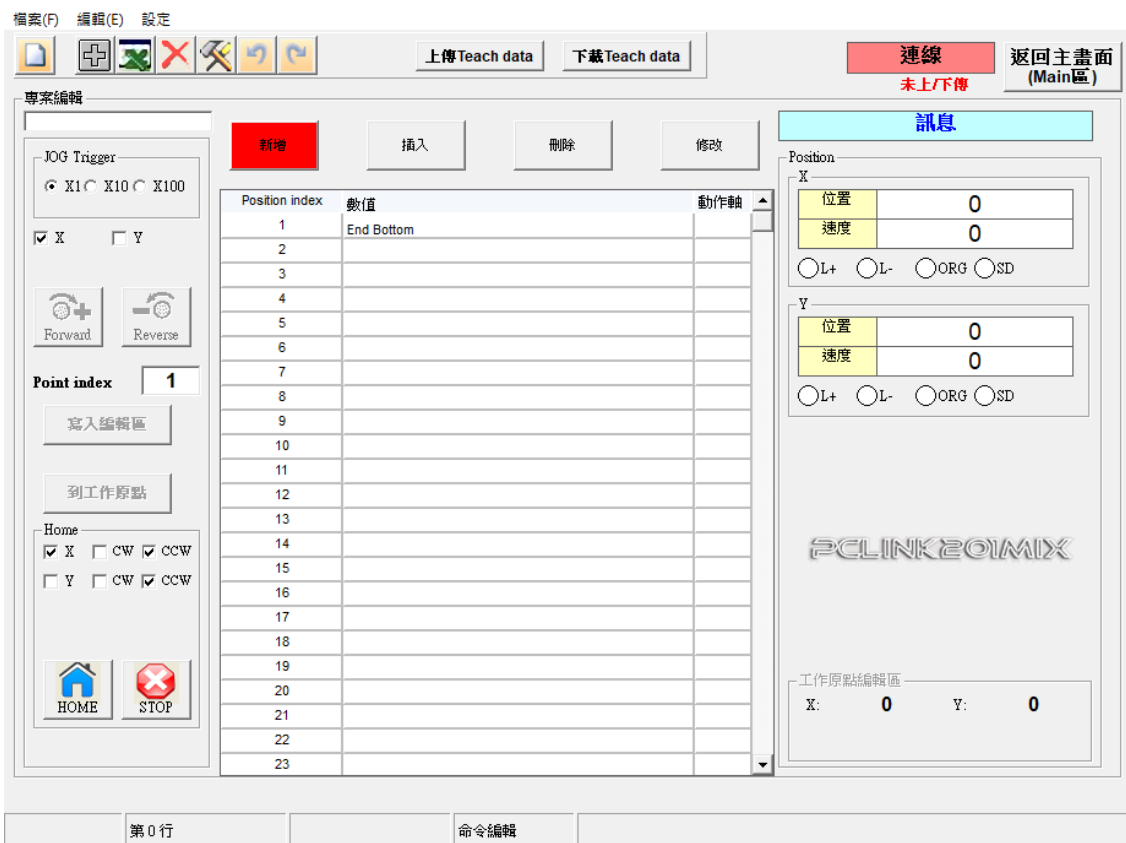 檔案(F) 編輯(E) 設定
上傳Teach data 下載Teach data 連線 返回主畫面
未上/下傳 (Main區)
專案編輯
新增 插入 刪除 修改 訊息
JOG Trigger
X1 X10 X100
X Y
Forward Reverse
Point index 1
寫入編輯區
到工作原點
Home
X CW CCW
Y CW CCW
HOME STOP
Position index 數值 動作軸
1 End Bottom
2
3
4
5
6
7
8
9
10
11
12
13
14
15
16
17
18
19
20
21
22
23
Position
X
位置 0
速度 0
L+ L- ORG SD
Y
位置 0
速度 0
L+ L- ORG SD
PCLINK201MIX
工作原點編輯區
X: 0 Y: 0
第0行 命令編輯